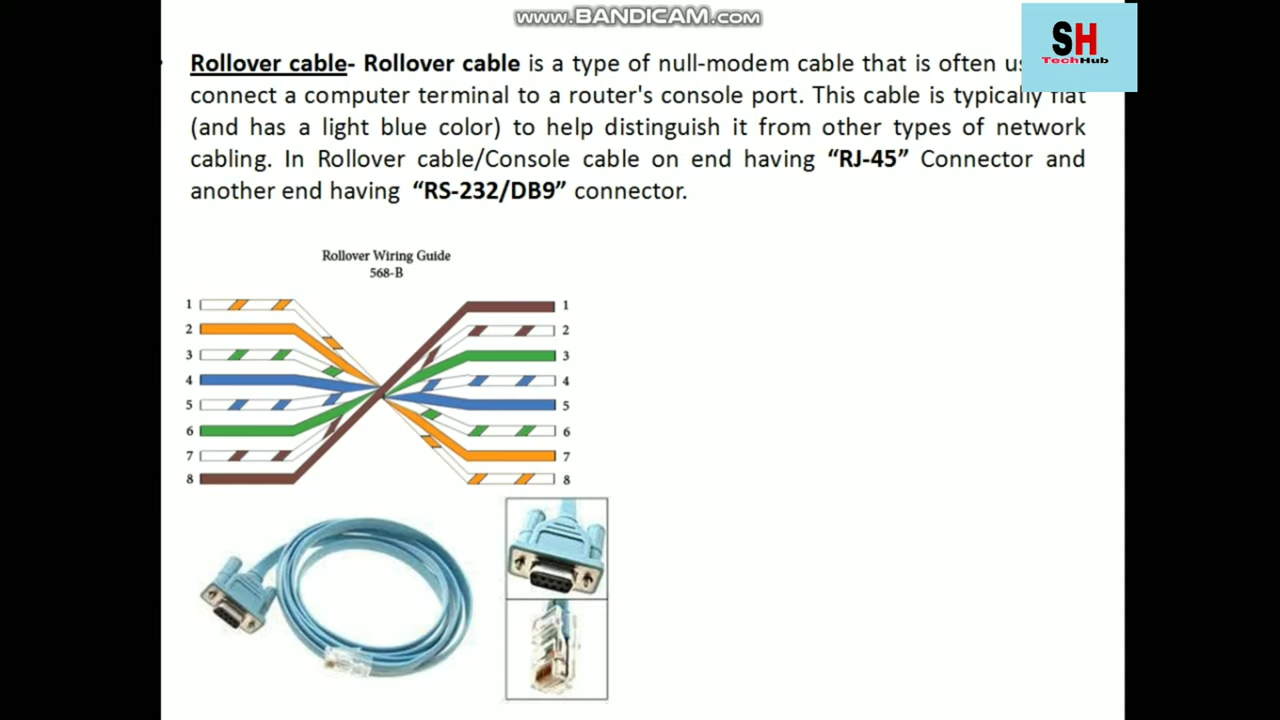 www.BANDICAM.com
SH
TechHub
Rollover cable- Rollover cable is a type of null-modem cable that is often
connect a computer terminal to a router's console port. This cable is typically flat
(and has a light blue color) to help distinguish it from other types of network
cabling. In Rollover cable/Console cable on end having “RJ-45” Connector and
another end having “RS-232/DB9” connector.
Rollover Wiring Guide
568-B
1 1
2 2
3 3
4 4
5 5
6 6
7 7
8 8